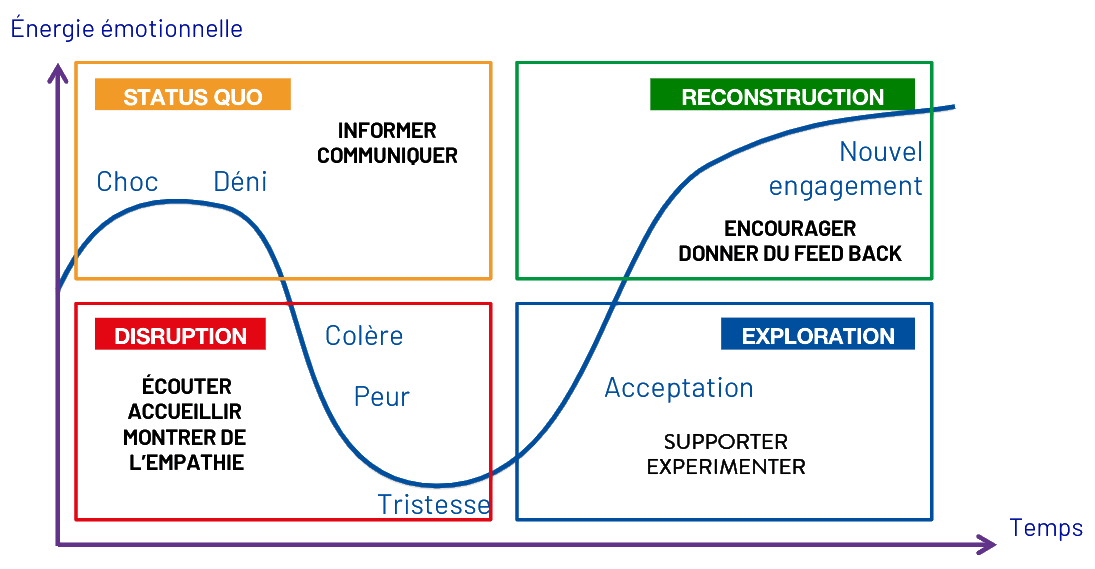 Énergie émotionnelle
STATUS QUO
INFORMER
COMMUNIQUER
Choc
Déni
RECONSTRUCTION
Nouvel
engagement
ENCOURAGER
DONNER DU FEED BACK
DISRUPTION
Colère
Peur
ÉCOUTER
ACCUEILLIR
MONTRER DE
L'EMPATHIE
Tristesse
EXPLORATION
Acceptation
SUPPORTER
EXPERIMENTER
Temps